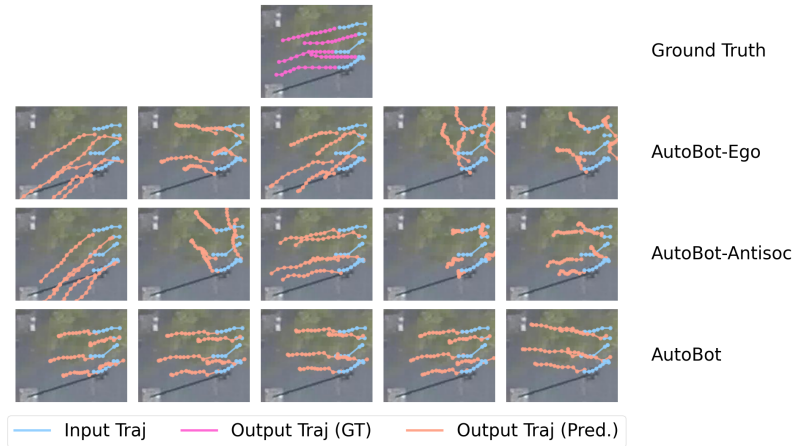 Ground Truth
AutoBot-Ego
AutoBot-Antisoc
AutoBot
Input Traj
Output Traj (GT)
Output Traj (Pred.)